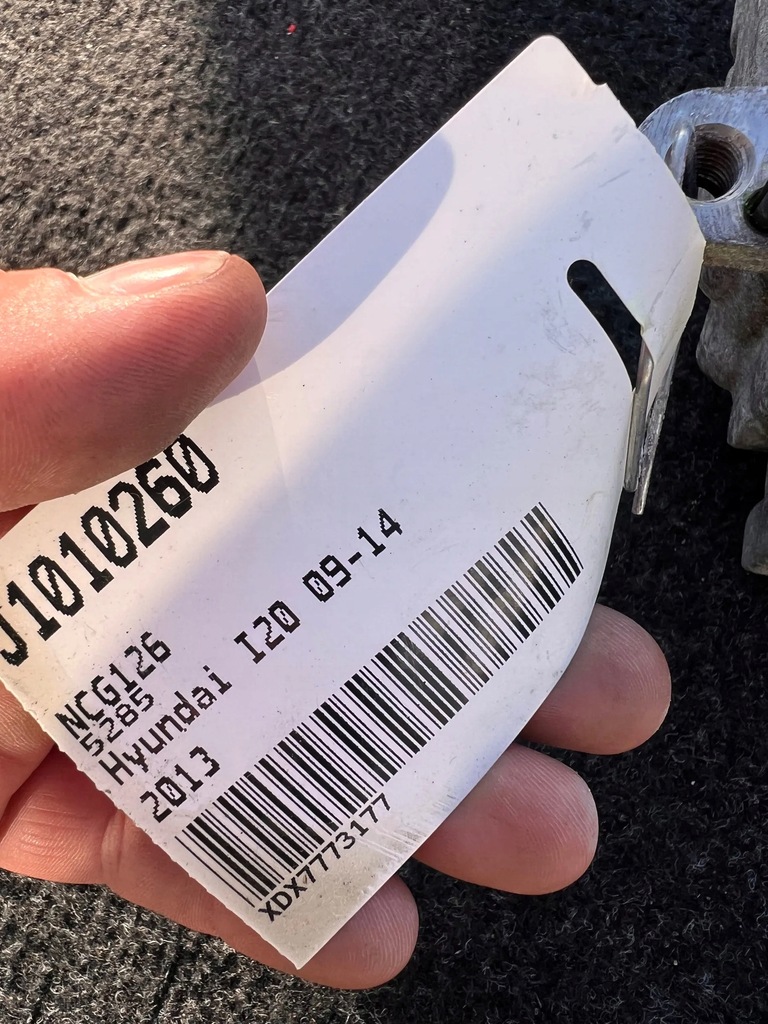 J1010260
NCG126
5285
Hyundai I20 09-14
2013
XDX7773177